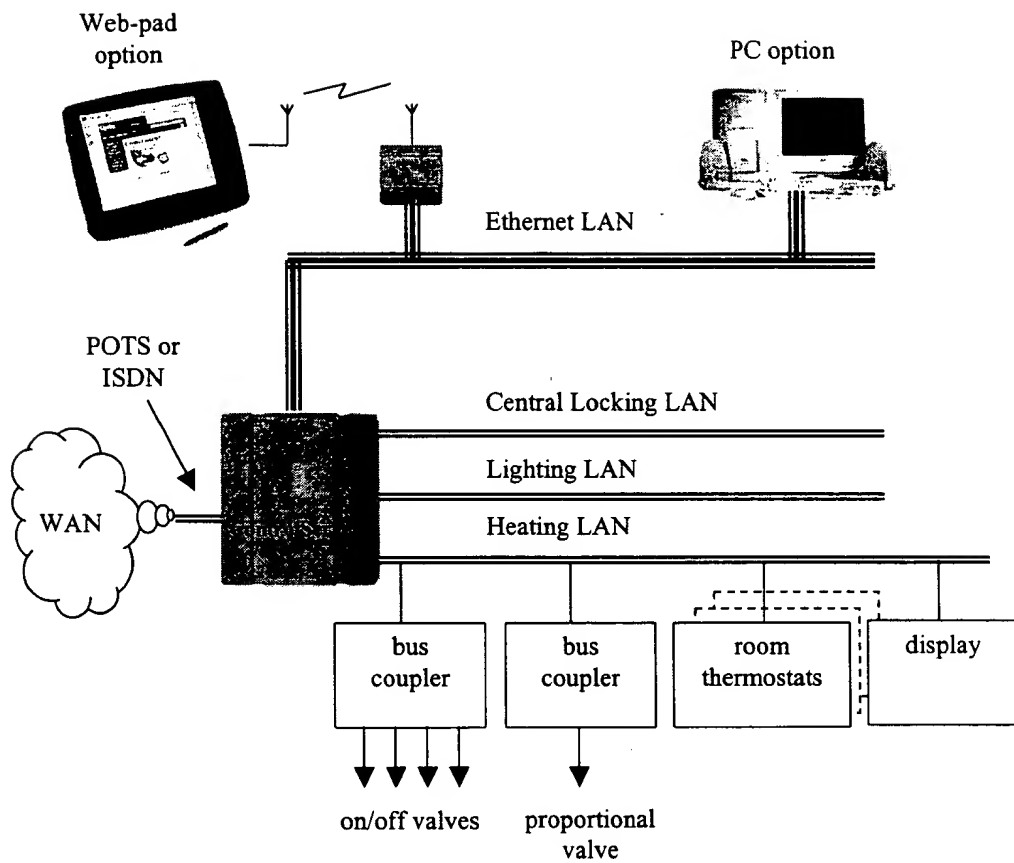 Web-pad
option
PC option
Ethernet LAN
POTS or
ISDN
Central Locking LAN
Lighting LAN
WAN
Heating LAN
bus
coupler
bus
coupler
room
thermostats
display
on/off valves
proportional
valve